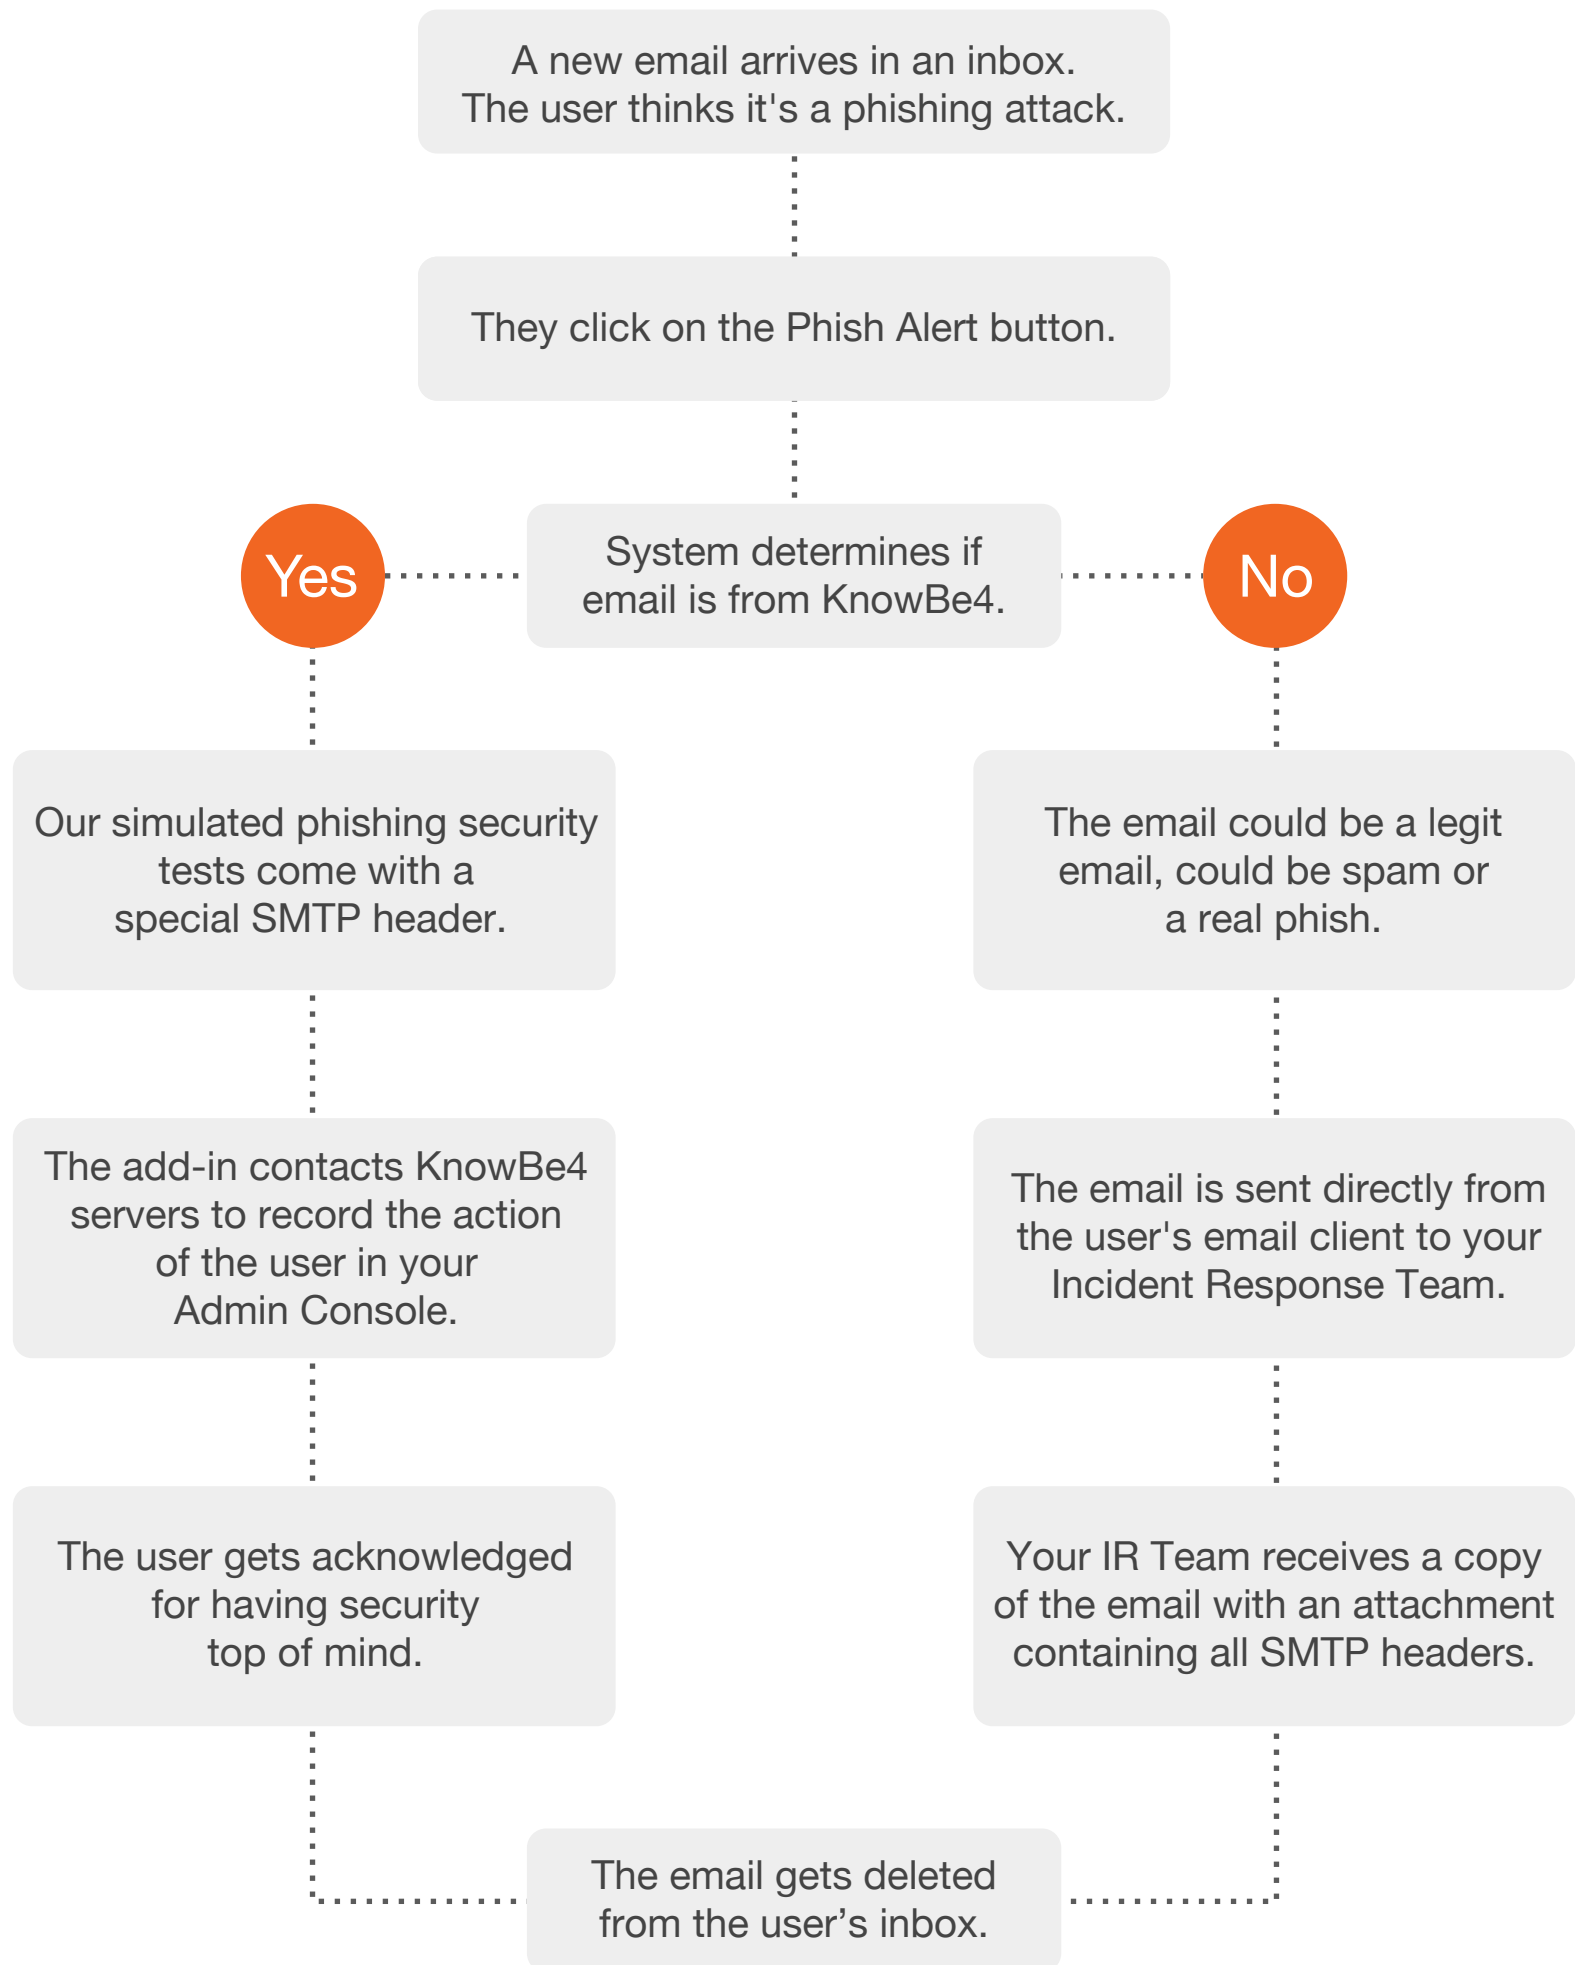 A new email arrives in an inbox.
The user thinks it's a phishing attack.
They click on the Phish Alert button.
Yes
System determines if
email is from KnowBe4.
No
Our simulated phishing security
tests come with a
special SMTP header.
The email could be a legit
email, could be spam or
a real phish.
The add-in contacts KnowBe4
servers to record the action
of the user in your
Admin Console.
The email is sent directly from
the user's email client to your
Incident Response Team.
The user gets acknowledged
for having security
top of mind.
Your IR Team receives a copy
of the email with an attachment
containing all SMTP headers.
The email gets deleted
from the user’s inbox.